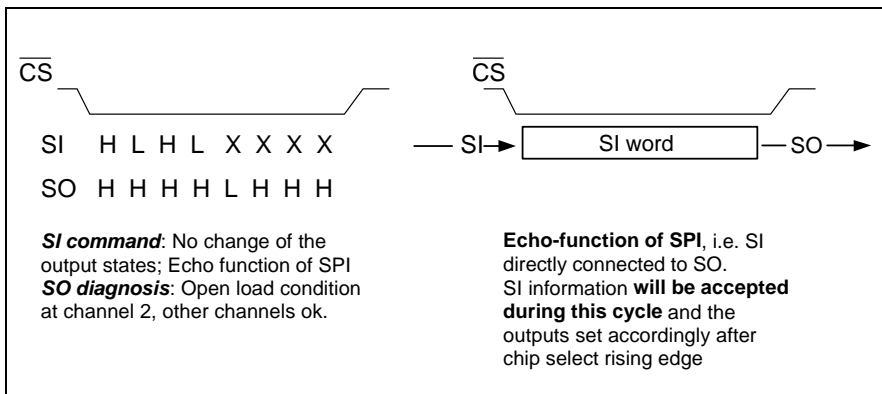 CS
SI H L H L X X X X
SO H H H H L H H H
SI command: No change of the
output states; Echo function of SPI
SO diagnosis: Open load condition
at channel 2, other channels ok.
CS
SI SI word SO
Echo-function of SPI, i.e. SI
directly connected to SO.
SI information will be accepted
during this cycle and the
outputs set accordingly after
chip select rising edge